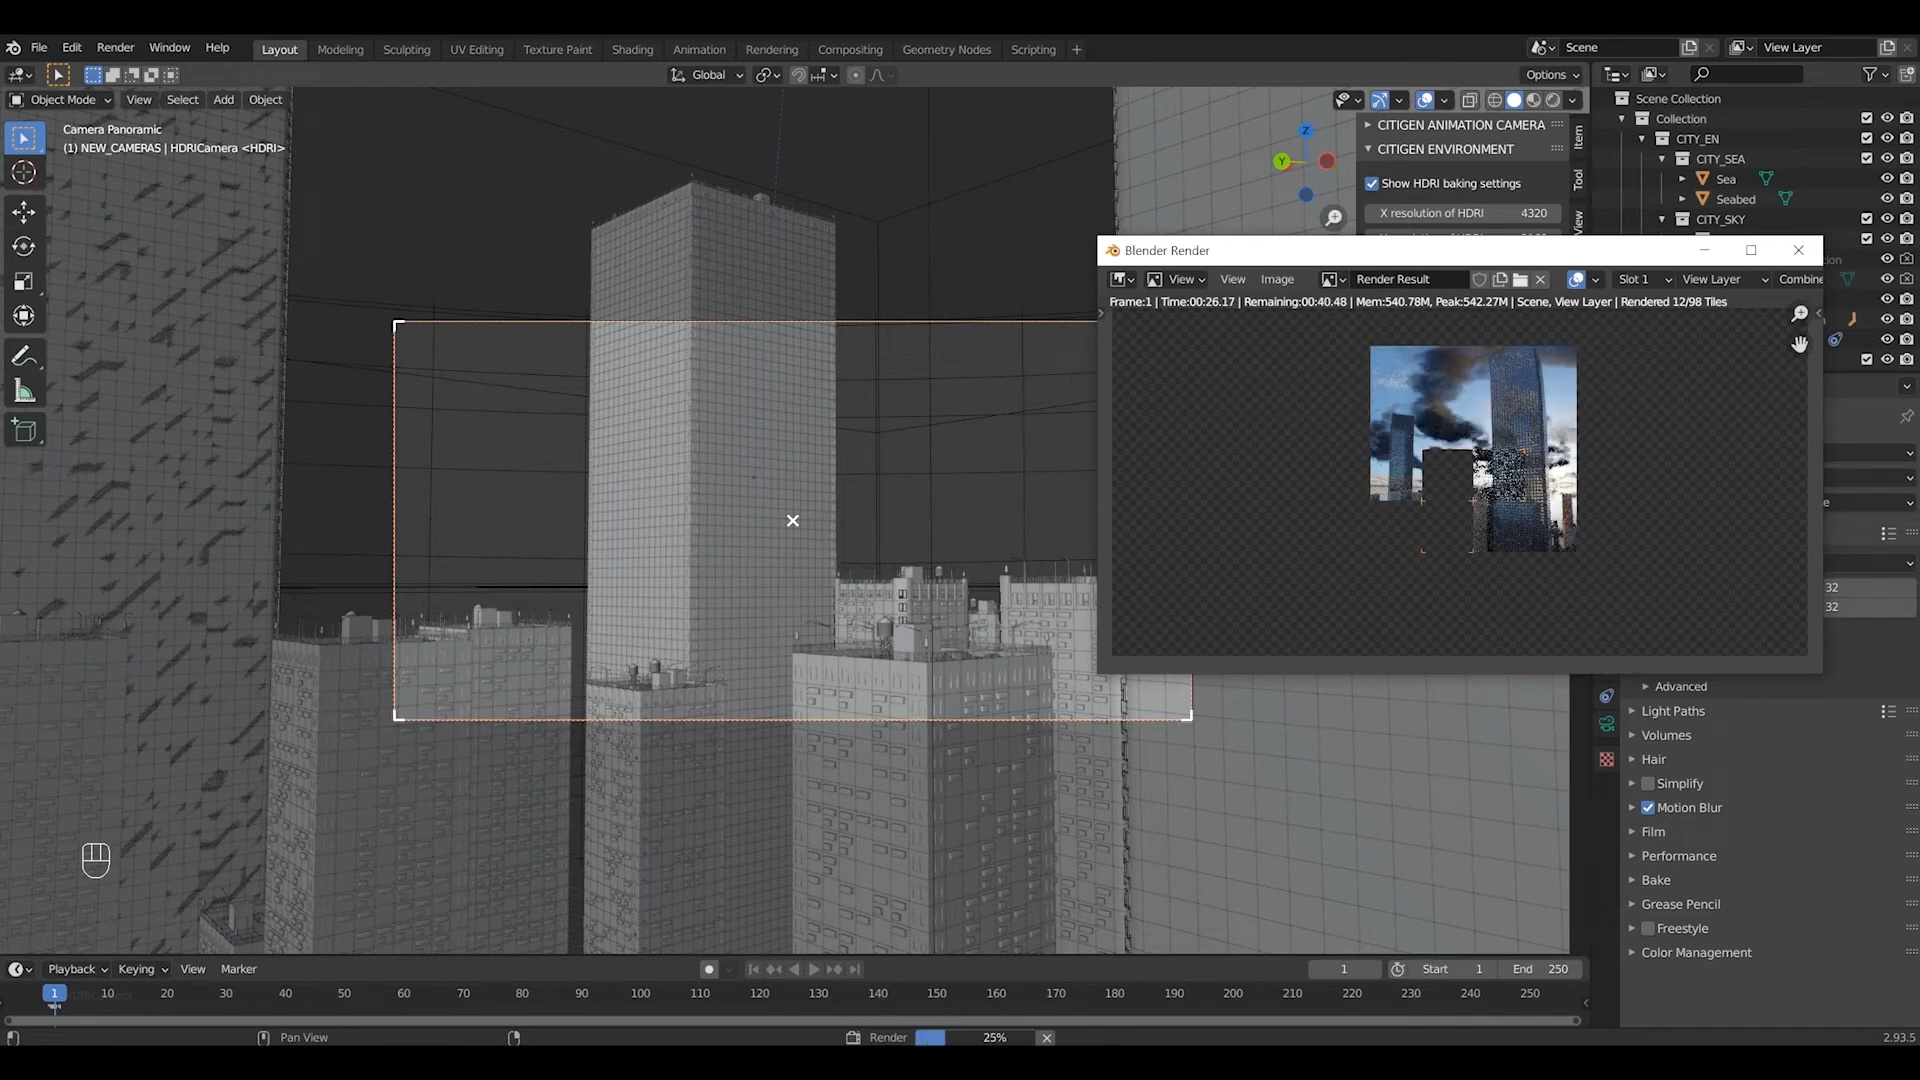 File Edit Render Window Help Layout Modeling Sculpting UV Editing Texture Paint Shading Animation Rendering Compositing Geometry Nodes Scripting + Scene View Layer
Global Options
Object Mode View Select Add Object
Camera Panoramic
(1) NEW_CAMERAS | HDRICamera <HDRI>
Z
Y
CITIGEN ANIMATION CAMERA
CITIGEN ENVIRONMENT
Show HDRI baking settings
X resolution of HDRI 4320
Item
Tool
View
Scene Collection
Collection
CITY_EN
CITY_SEA
Sea
Seabed
CITY_SKY
Blender Render
View View Image Render Result Slot 1 View Layer Combine
Frame:1 | Time:00:26.17 | Remaining:00:40.48 | Mem:540.78M, Peak:542.27M | Scene, View Layer | Rendered 12/98 Tiles
32
32
Advanced
Light Paths
Volumes
Hair
Simplify
Motion Blur
Film
Performance
Bake
Grease Pencil
Freestyle
Color Management
Playback Keying View Marker 1 Start 1 End 250
1 10 20 30 40 50 60 70 80 90 100 110 120 130 140 150 160 170 180 190 200 210 220 230 240 250
Pan View Render 25% 2.93.5